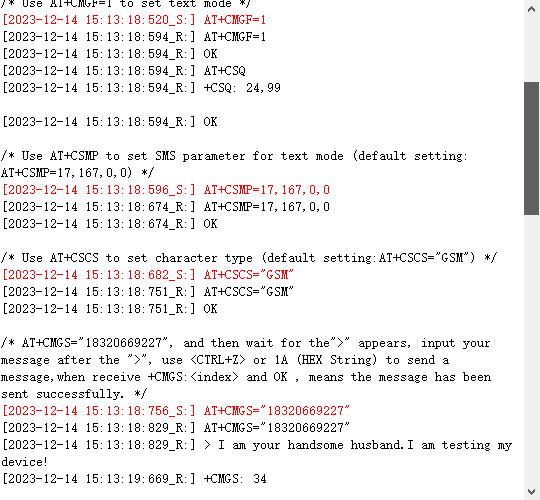 /* Use AT+CMGF=1 to set text mode */
[2023-12-14 15:13:18:520_S:] AT+CMGF=1
[2023-12-14 15:13:18:594_R:] AT+CMGF=1
[2023-12-14 15:13:18:594_R:] OK
[2023-12-14 15:13:18:594_R:] AT+CSQ
[2023-12-14 15:13:18:594_R:] +CSQ: 24,99
[2023-12-14 15:13:18:594_R:] OK
/* Use AT+CSMP to set SMS parameter for text mode (default setting:
AT+CSMP=17,167,0,0) */
[2023-12-14 15:13:18:596_S:] AT+CSMP=17,167,0,0
[2023-12-14 15:13:18:674_R:] AT+CSMP=17,167,0,0
[2023-12-14 15:13:18:674_R:] OK
/* Use AT+CSCS to set character type (default setting:AT+CSCS="GSM") */
[2023-12-14 15:13:18:682_S:] AT+CSCS="GSM"
[2023-12-14 15:13:18:751_R:] AT+CSCS="GSM"
[2023-12-14 15:13:18:751_R:] OK
/* AT+CMGS="18320669227", and then wait for the">" appears, input your
message after the ">", use <CTRL+Z> or 1A (HEX String) to send a
message,when receive +CMGS:<index> and OK , means the message has been
sent successfully. */
[2023-12-14 15:13:18:756_S:] AT+CMGS="18320669227"
[2023-12-14 15:13:18:829_R:] AT+CMGS="18320669227"
[2023-12-14 15:13:18:829_R:] > I am your handsome husband.I am testing my
device!
[2023-12-14 15:13:19:669_R:] +CMGS: 34